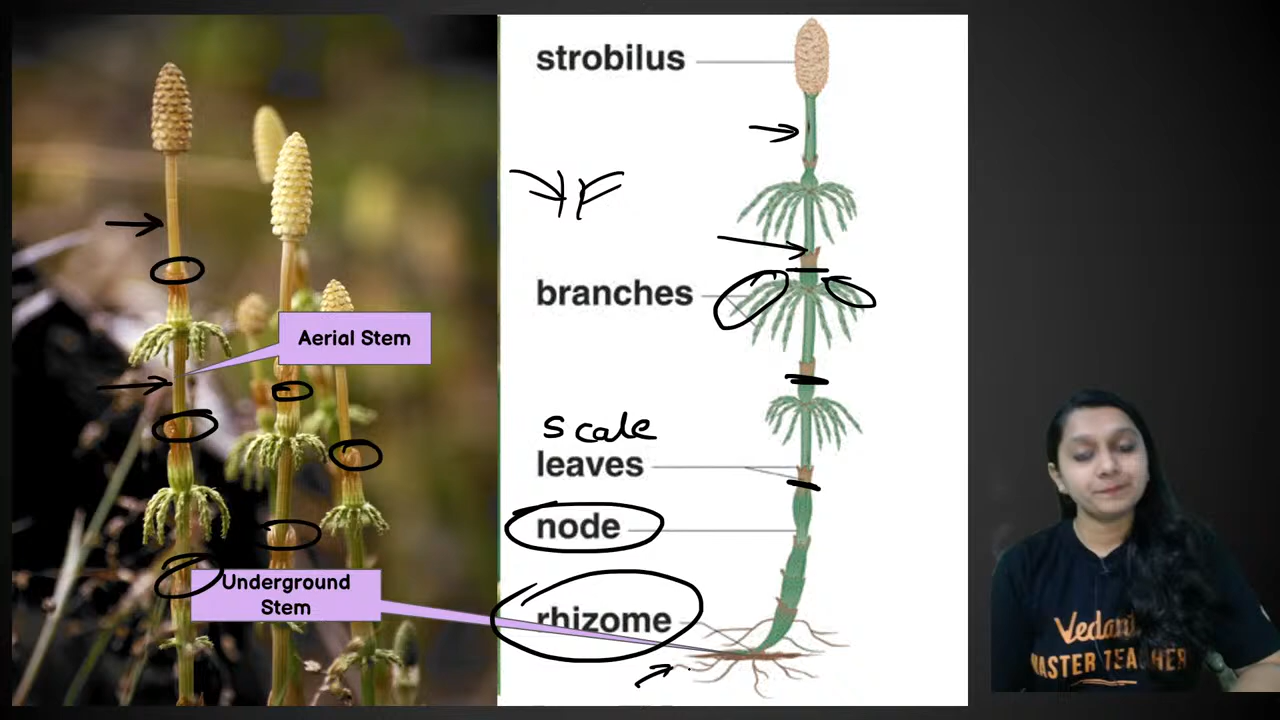 strobilus
branches
Aerial Stem
scale
leaves
node
Underground
Stem
rhizome
Vedantu
MASTER TEACHER